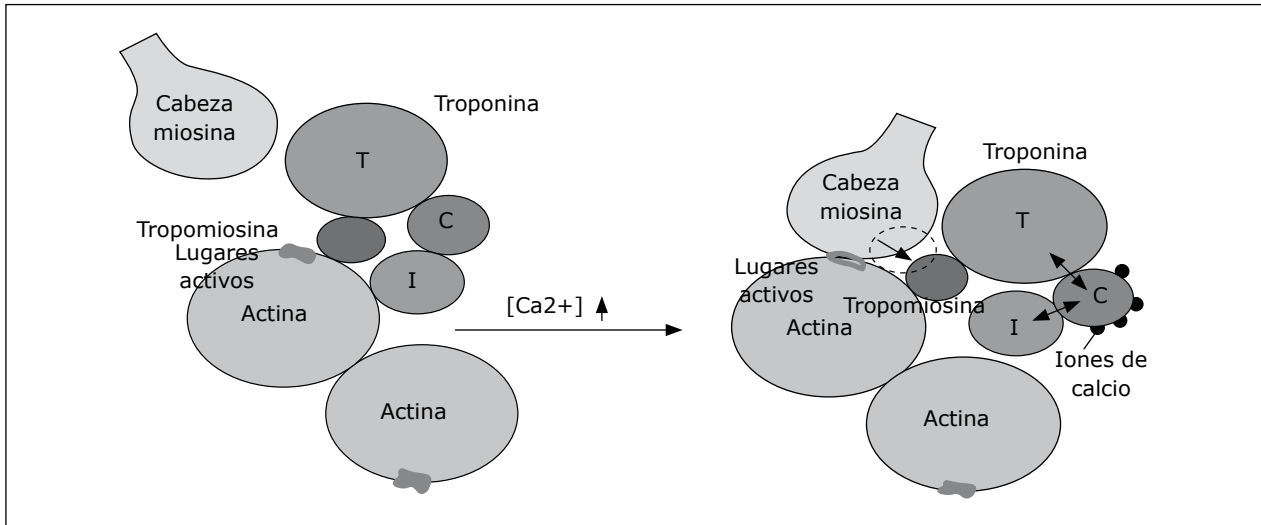 Cabeza
miosina
Troponina
T
C
Tropomiosina
Lugares
activos
I
Actina
Actina
[Ca2+]
Troponina
Cabeza
miosina
T
Lugares
activos
C
Tropomiosina
Actina
I
Iones de
calcio
Actina